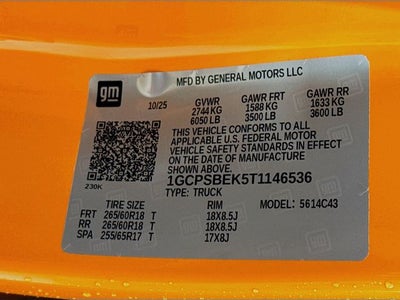 gm
MFD BY GENERAL MOTORS LLC
10/25 GVWR GAWR FRT GAWR RR
2744 KG 1588 KG 1633 KG
6050 LB 3500 LB 3600 LB
THIS VEHICLE CONFORMS TO ALL
APPLICABLE U.S. FEDERAL MOTOR
VEHICLE SAFETY STANDARDS IN EFFECT
ON THE DATE OF MANUFACTURE
SHOWN ABOVE.
1GCPSBEK5T1146536
230K TYPE: TRUCK
TIRE SIZE RIM MODEL: 5614C43
FRT 265/60R18 T 18X8.5J
RR 265/60R18 T 18X8.5J
SPA 255/65R17 T 17X8J